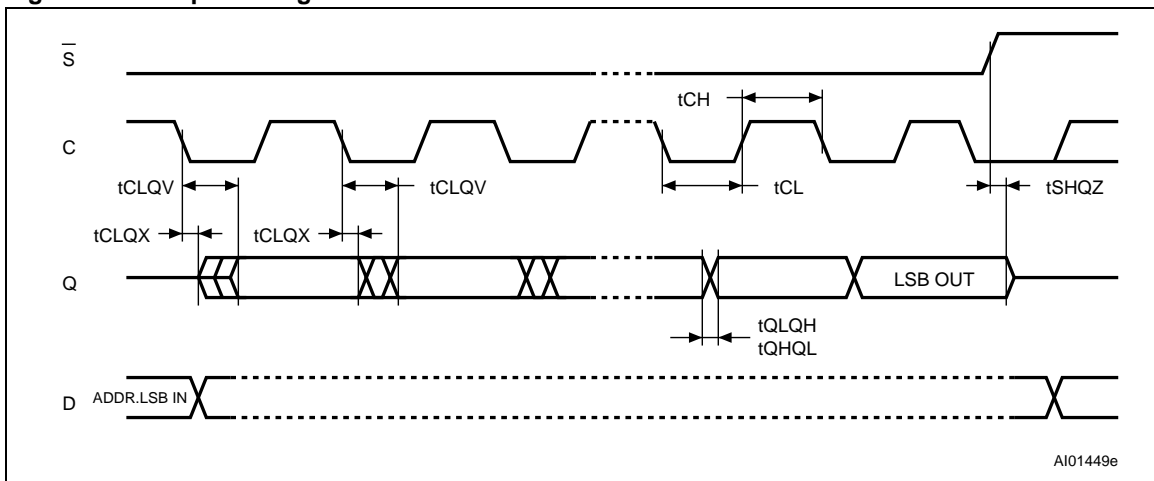 S
tCH
C
tCLQV
tCLQV
tCL
tSHQZ
tCLQX
tCLQX
Q
LSB OUT
tQLQH
tQHQL
D
ADDR.LSB IN
AI01449e